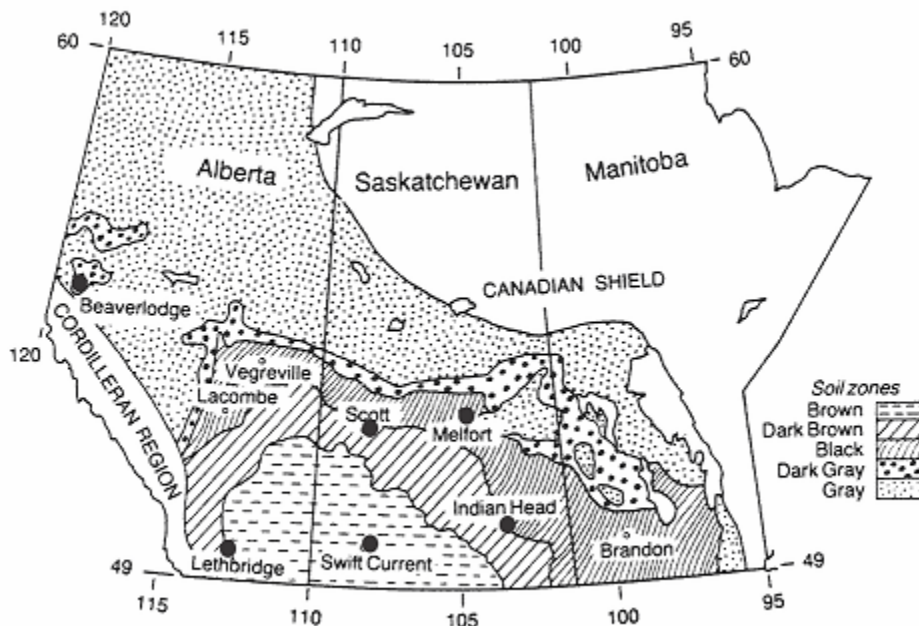 120
60
115
109
105
100
95
60
Alberta
Saskatchewan
Manitoba
CANADIAN SHIELD
Beaverlodge
120
CORDILLERAN REGION
Vegreville
Lacombe
Scott
Melfort
Indian Head
Brandon
Lethbridge
Swift Current
Soil zones
Brown
Dark Brown
Black
Dark Gray
Gray
49
49
115
110
105
100
95